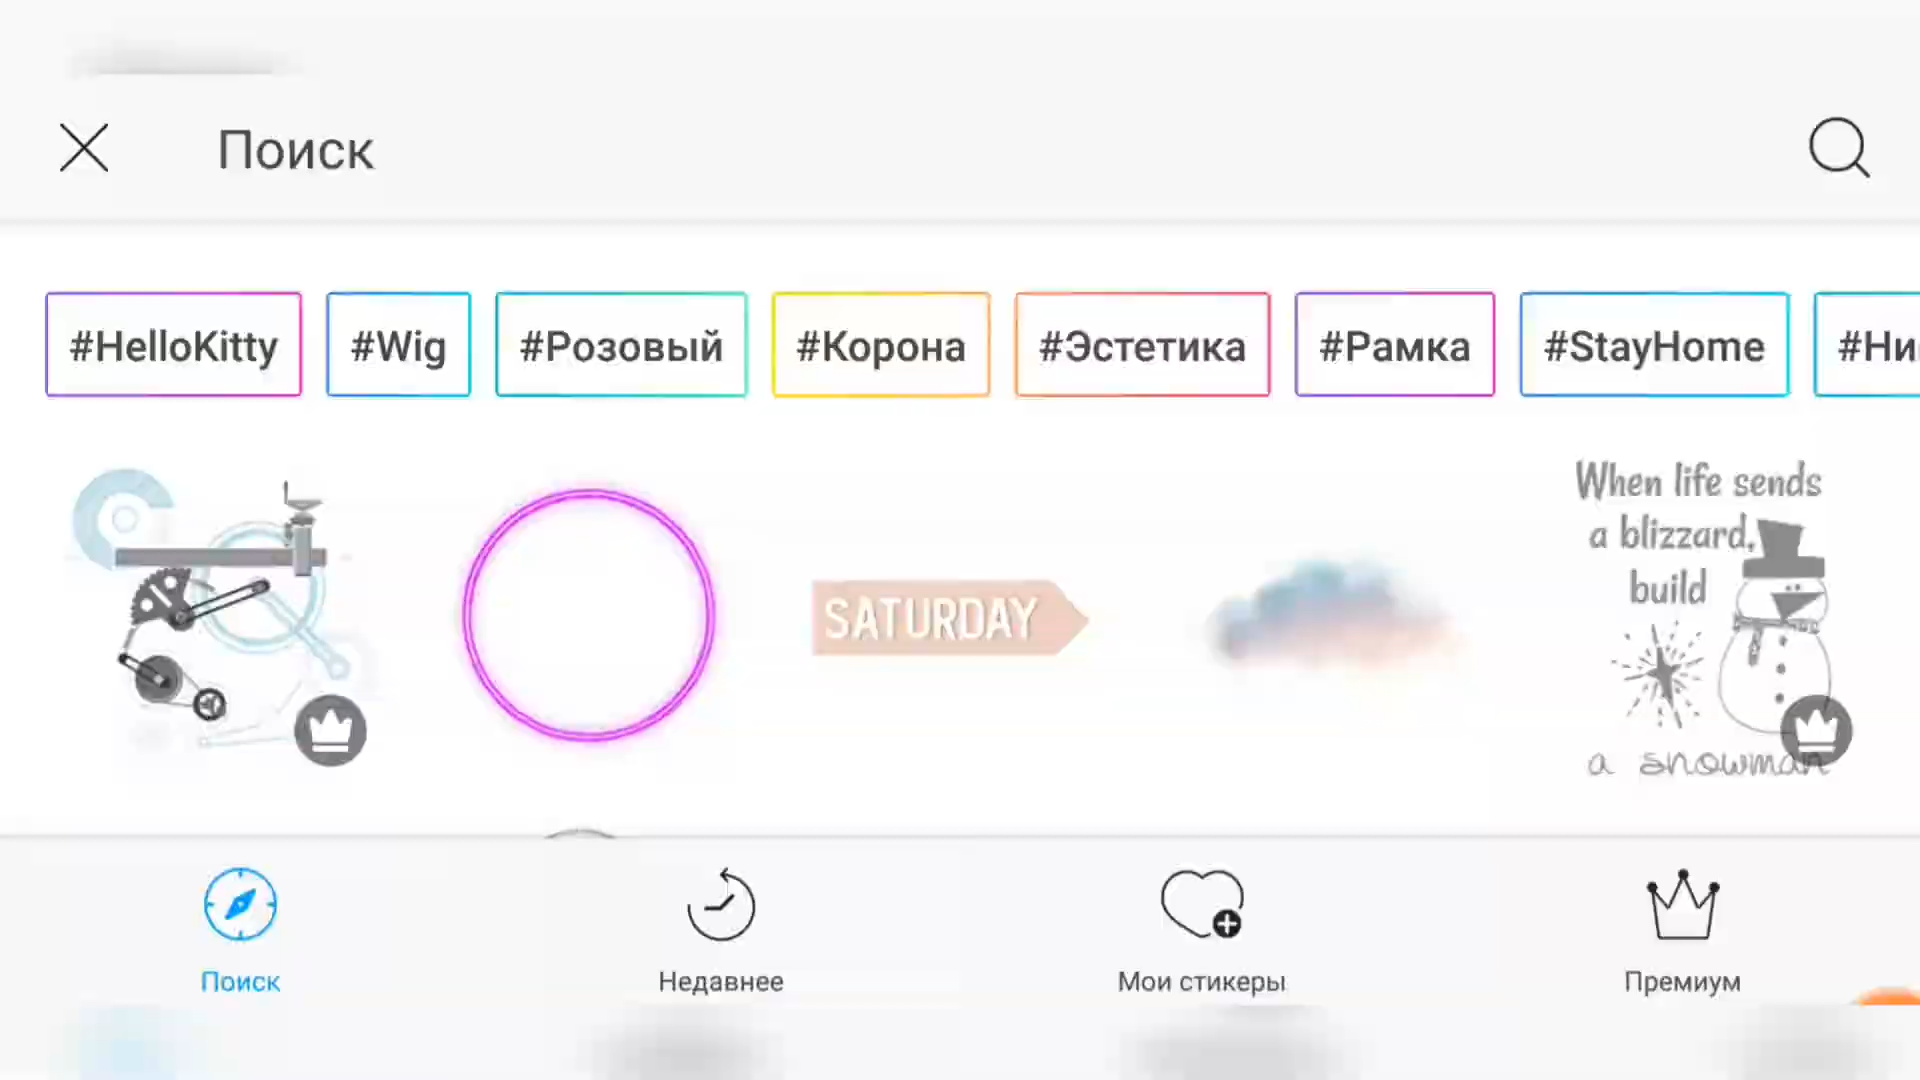 Поиск
#HelloKitty
#Wig
#Розовый
#Корона
#Эстетика
#Рамка
#StayHome
#Ни
SATURDAY
When life sends
a blizzard,
build
a snowman
Поиск
Недавнее
Мои стикеры
Премиум